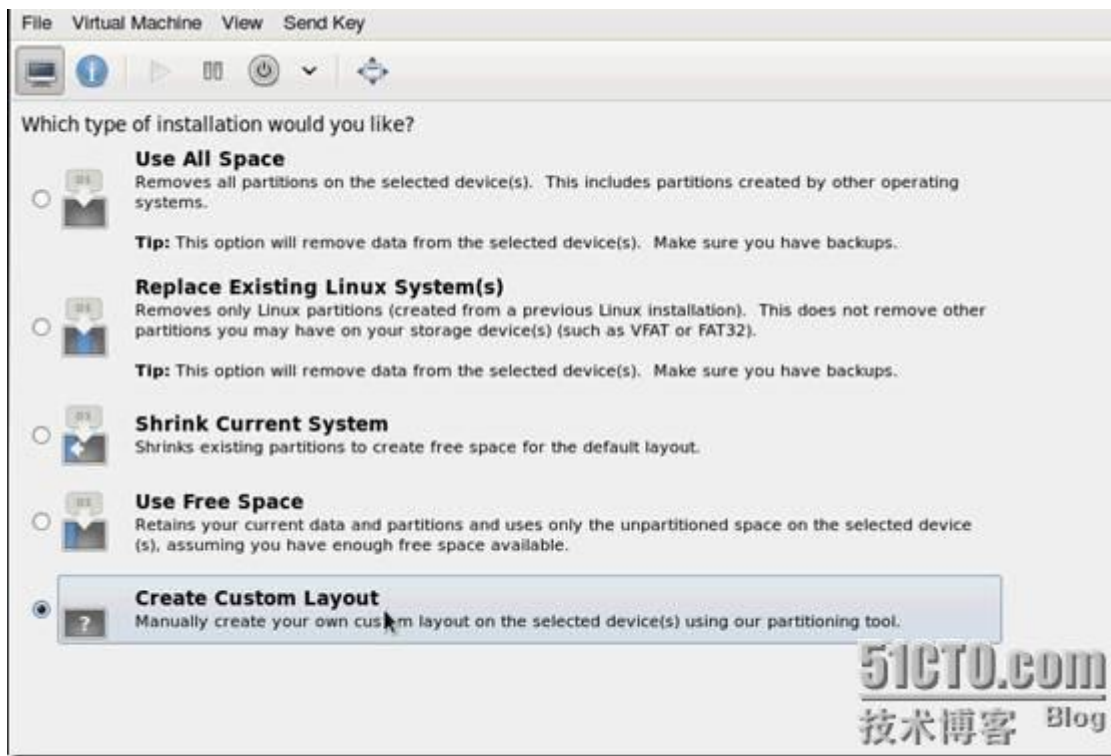 File Virtual Machine View Send Key
Which type of installation would you like?
Use All Space
Removes all partitions on the selected device(s). This includes partitions created by other operating
systems.
Tip: This option will remove data from the selected device(s). Make sure you have backups.
Replace Existing Linux System(s)
Removes only Linux partitions (created from a previous Linux installation). This does not remove other
partitions you may have on your storage device(s) (such as VFAT or FAT32).
Tip: This option will remove data from the selected device(s). Make sure you have backups.
Shrink Current System
Shrinks existing partitions to create free space for the default layout.
Use Free Space
Retains your current data and partitions and uses only the unpartitioned space on the selected device
(s), assuming you have enough free space available.
Create Custom Layout
Manually create your own custom layout on the selected device(s) using our partitioning tool.
51CTO.com
技术博客 Blog